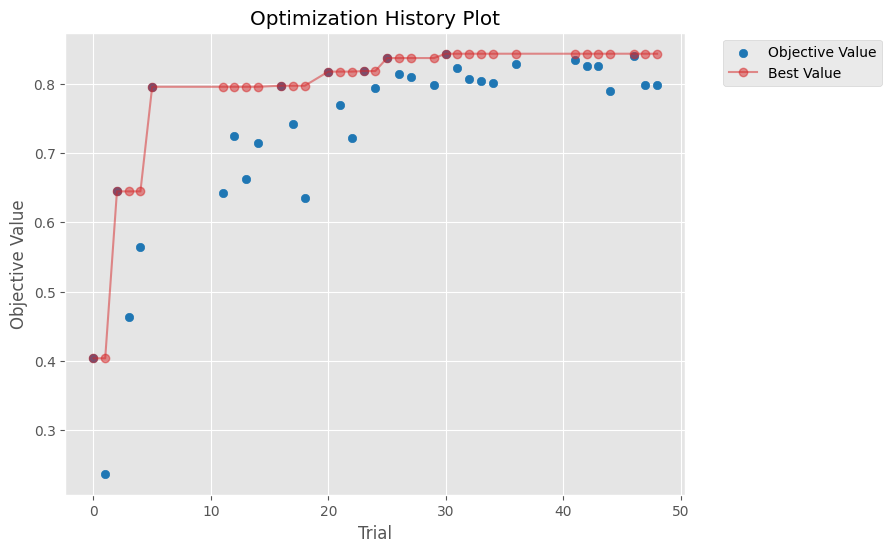 Optimization History Plot
Objective Value
Best Value
Objective Value
0.8
0.7
0.6
0.5
0.4
0.3
0 10 20 30 40 50
Trial